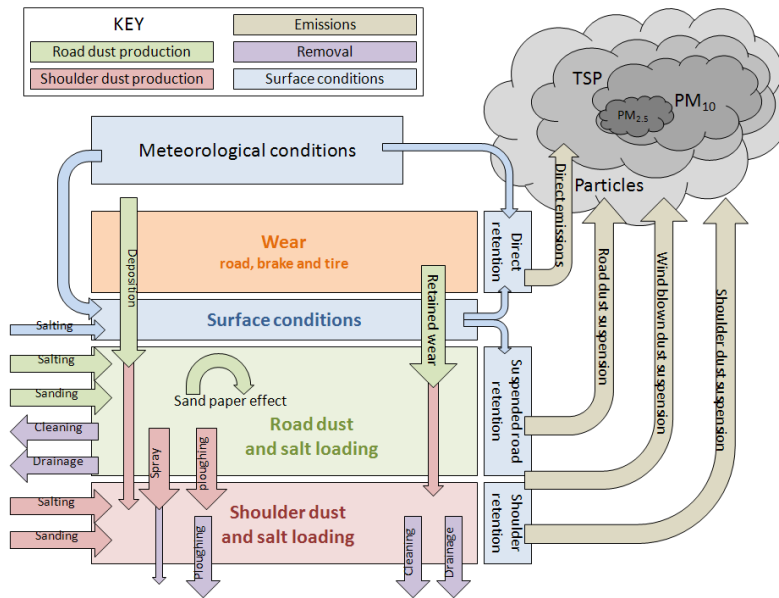 KEY
Road dust production
Shoulder dust production
Emissions
Removal
Surface conditions
TSP
PM10
PM2.5
Particles
Meteorological conditions
Deposition
Wear
road, brake and tire
Direct
retention
Direct emissions
Road dust suspension
Wind blown dust suspension
Shoulder dust suspension
Retained wear
Surface conditions
Salting
Salting
Sanding
Cleaning
Drainage
Sand paper effect
Road dust
and salt loading
Suspended road
retention
Spray
ploughing
Salting
Sanding
Shoulder dust
and salt loading
Shoulder
retention
plougning
Cleaning
Drainage